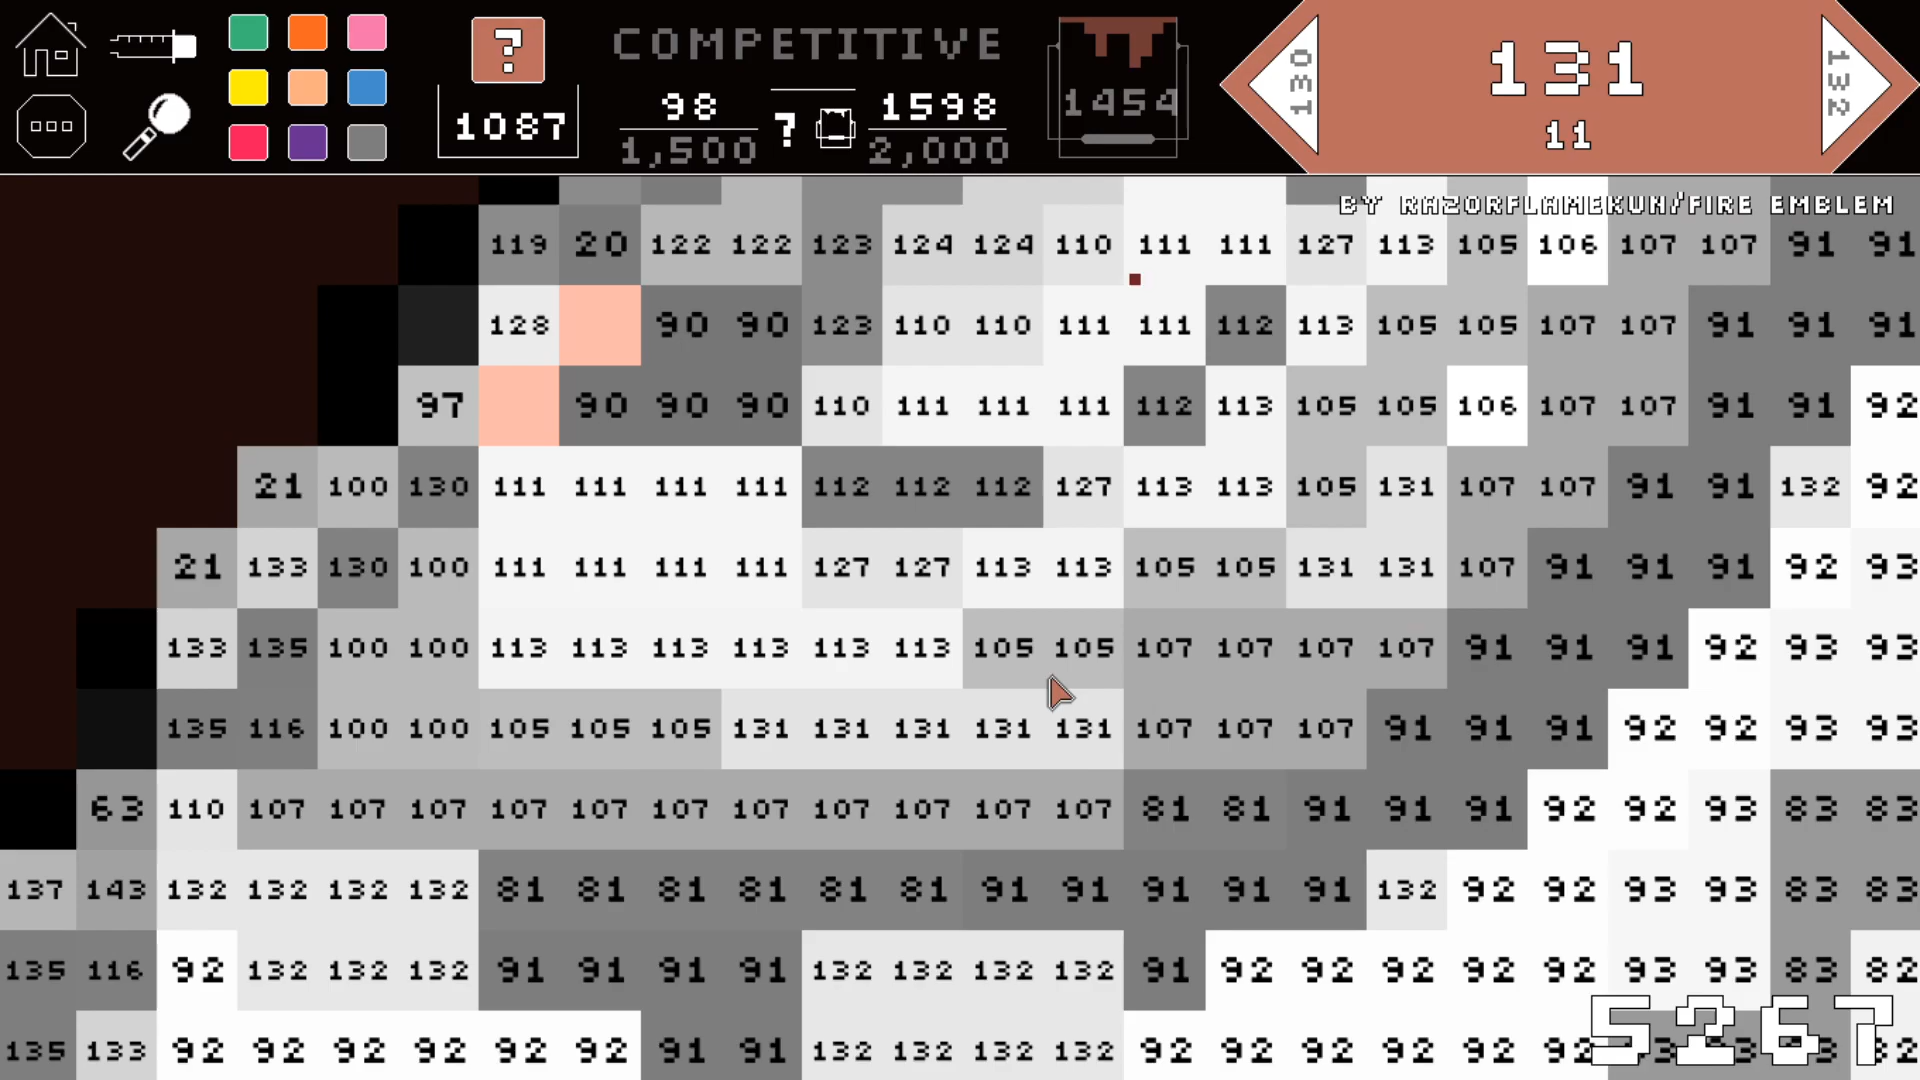 ?
COMPETITIVE
1087
98
1,500
?
1598
2,000
1454
130
131
11
132
BY RAZORFLAMEKUN/FIRE EMBLEM
119 20 122 122 123 124 124 110 111 111 127 113 105 106 107 107 91 91
128 90 90 123 110 110 111 111 112 113 105 105 107 107 91 91 91
97 90 90 90 110 111 111 111 112 113 105 105 106 107 107 91 91 92
21 100 130 111 111 111 111 112 112 112 127 113 113 105 131 107 107 91 91 132 92
21 133 130 100 111 111 111 111 127 127 113 113 105 105 131 131 107 91 91 91 92 93
133 135 100 100 113 113 113 113 113 113 105 105 107 107 107 107 91 91 91 92 93 93
135 116 100 100 105 105 105 131 131 131 131 131 107 107 107 91 91 91 92 92 93 93
63 110 107 107 107 107 107 107 107 107 107 107 107 81 81 91 91 91 92 92 93 83 83
137 143 132 132 132 132 81 81 81 81 81 81 91 91 91 91 91 132 92 92 93 93 83 83
135 116 92 132 132 132 91 91 91 91 132 132 132 132 91 92 92 92 92 92 93 93 83 82
135 133 92 92 92 92 92 92 91 91 132 132 132 132 92 92 92 92 92 92
5267